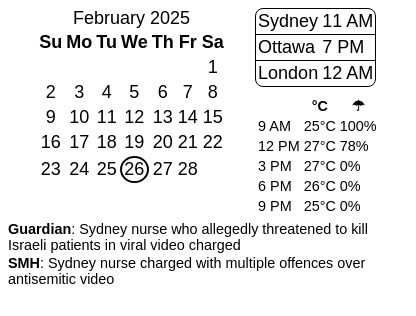 February 2025
Su Mo Tu We Th Fr Sa
1
2 3 4 5 6 7 8
9 10 11 12 13 14 15
16 17 18 19 20 21 22
23 24 25 26 27 28
Sydney 11 AM
Ottawa 7 PM
London 12 AM
°C ☂
9 AM 25°C 100%
12 PM 27°C 78%
3 PM 27°C 0%
6 PM 26°C 0%
9 PM 25°C 0%
Guardian: Sydney nurse who allegedly threatened to kill
Israeli patients in viral video charged
SMH: Sydney nurse charged with multiple offences over
antisemitic video